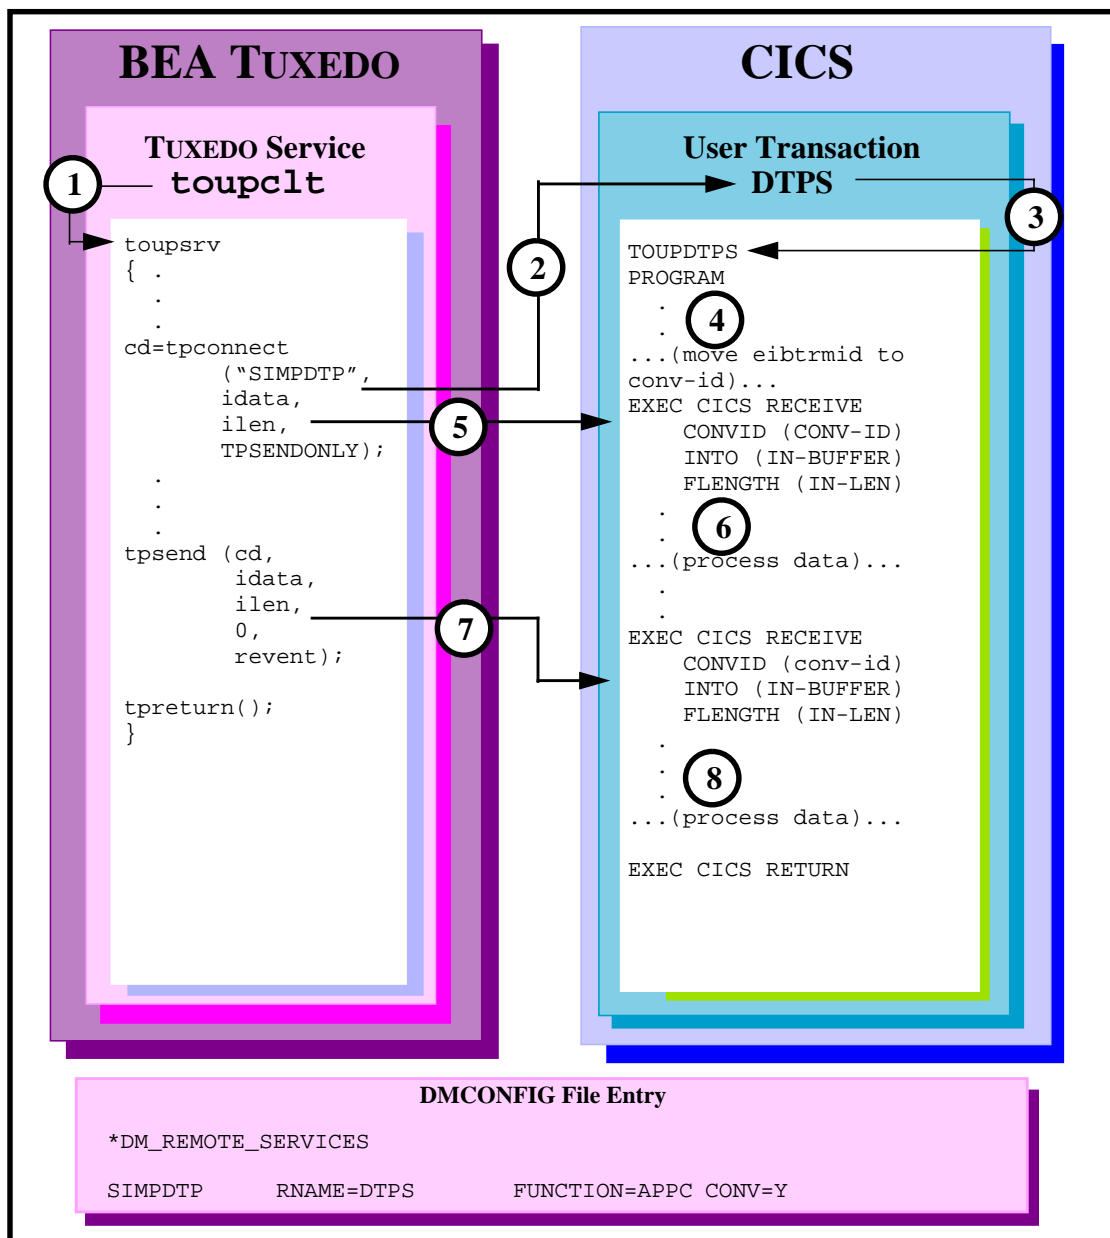 BEA TUXEDO
TUXEDO Service
toupclt
1
toupsrv
{ .
.
.
cd=tpconnect
("SIMPDTP",
idata,
ilen,
TPSENDONLY);
.
.
.
tpsend (cd,
idata,
ilen,
0,
revent);
tpreturn();
}
2
5
7
CICS
User Transaction
DTPS
3
TOUPDTPS
PROGRAM
.
.
4
...(move eibtrmid to
conv-id)...
EXEC CICS RECEIVE
CONVID (CONV-ID)
INTO (IN-BUFFER)
FLENGTH (IN-LEN)
.
.
6
...(process data)...
.
.
EXEC CICS RECEIVE
CONVID (conv-id)
INTO (IN-BUFFER)
FLENGTH (IN-LEN)
.
.
.
8
...(process data)...
EXEC CICS RETURN
DMCONFIG File Entry
*DM_REMOTE_SERVICES
SIMPDTP RNAME=DTPS FUNCTION=APPC CONV=Y